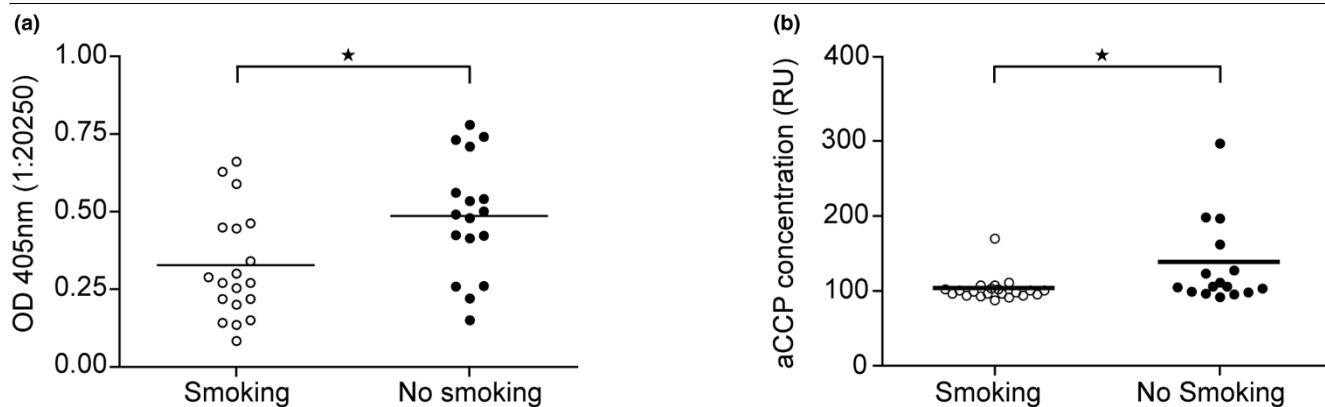 (a)
OD 405nm (1:20250)
1.00
0.75
0.50
0.25
0.00
★
Smoking
No smoking
(b)
aCCP concentration (RU)
400
300
200
100
0
★
Smoking
No Smoking